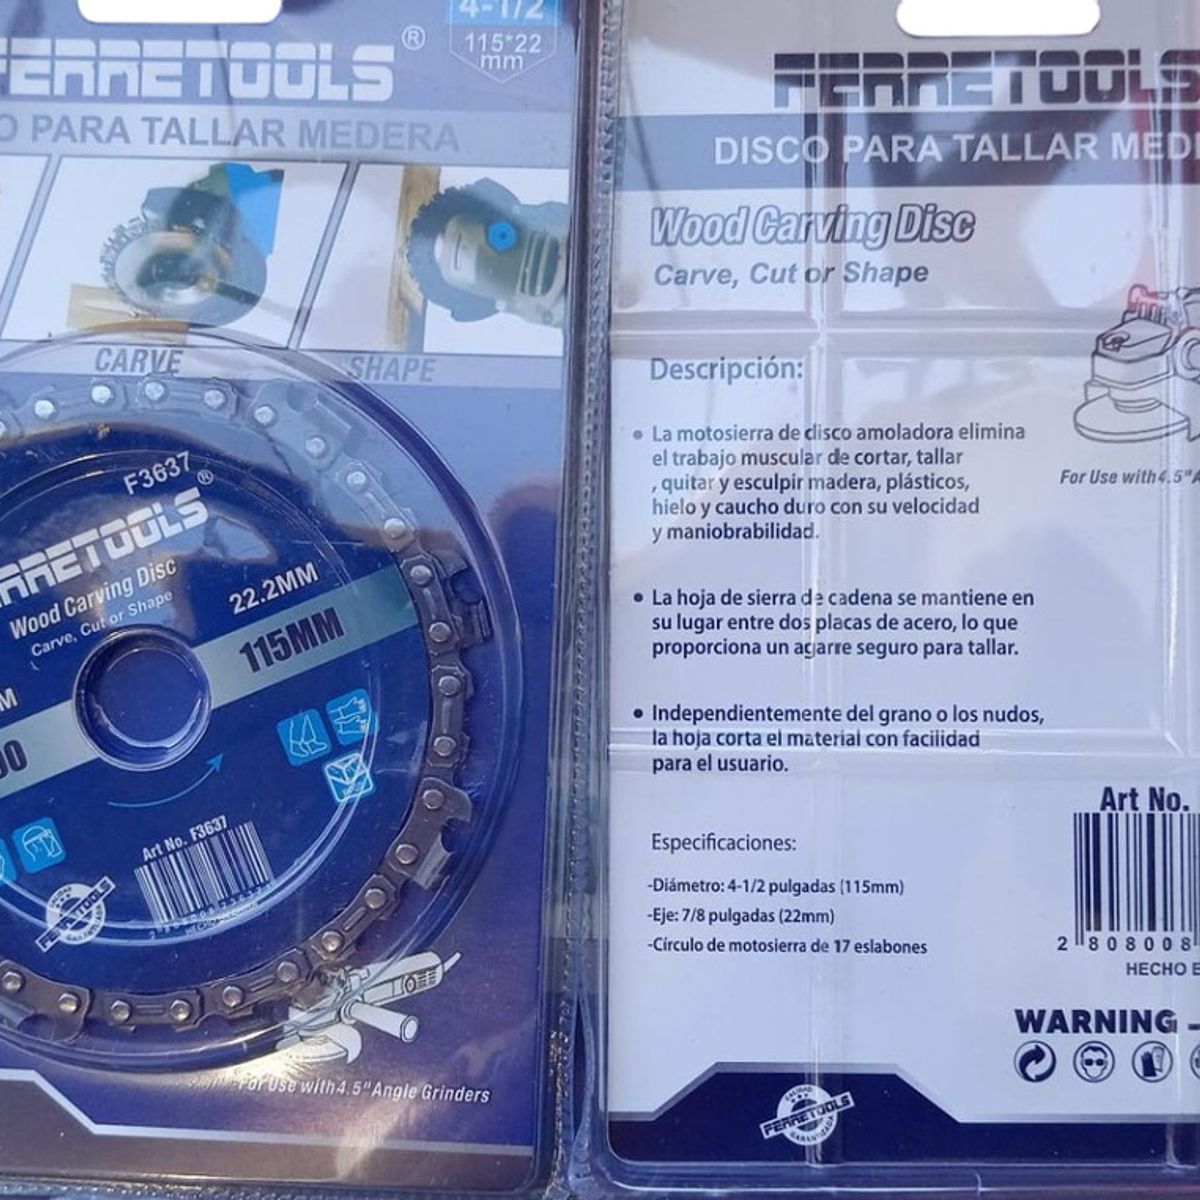 4-1/2
115*22
mm
FERRETOOLS®
PARA TALLAR MEDERA
CARVE
SHAPE
F3637
FERRETOOLS®
Wood Carving Disc
Carve, Cut or Shape
22.2MM
115MM
Art No. F3637
CALIDAD
FERRETOOLS
GARANTIZADA
For Use with 4.5" Angle Grinders
FERRETOOLS
DISCO PARA TALLAR MED
Wood Carving Disc
Carve, Cut or Shape
Descripción:
• La motosierra de disco amoladora elimina
el trabajo muscular de cortar, tallar
, quitar y esculpir madera, plásticos,
hielo y caucho duro con su velocidad
y maniobrabilidad.
For Use with 4.5" A
• La hoja de sierra de cadena se mantiene en
su lugar entre dos placas de acero, lo que
proporciona un agarre seguro para tallar.
• Independientemente del grano o los nudos,
la hoja corta el material con facilidad
para el usuario.
Art No.
Especificaciones:
-Diámetro: 4-1/2 pulgadas (115mm)
-Eje: 7/8 pulgadas (22mm)
-Círculo de motosierra de 17 eslabones
2 808008
HECHO E
WARNING
CALIDAD
FERRETOOLS
GARANTIZADA